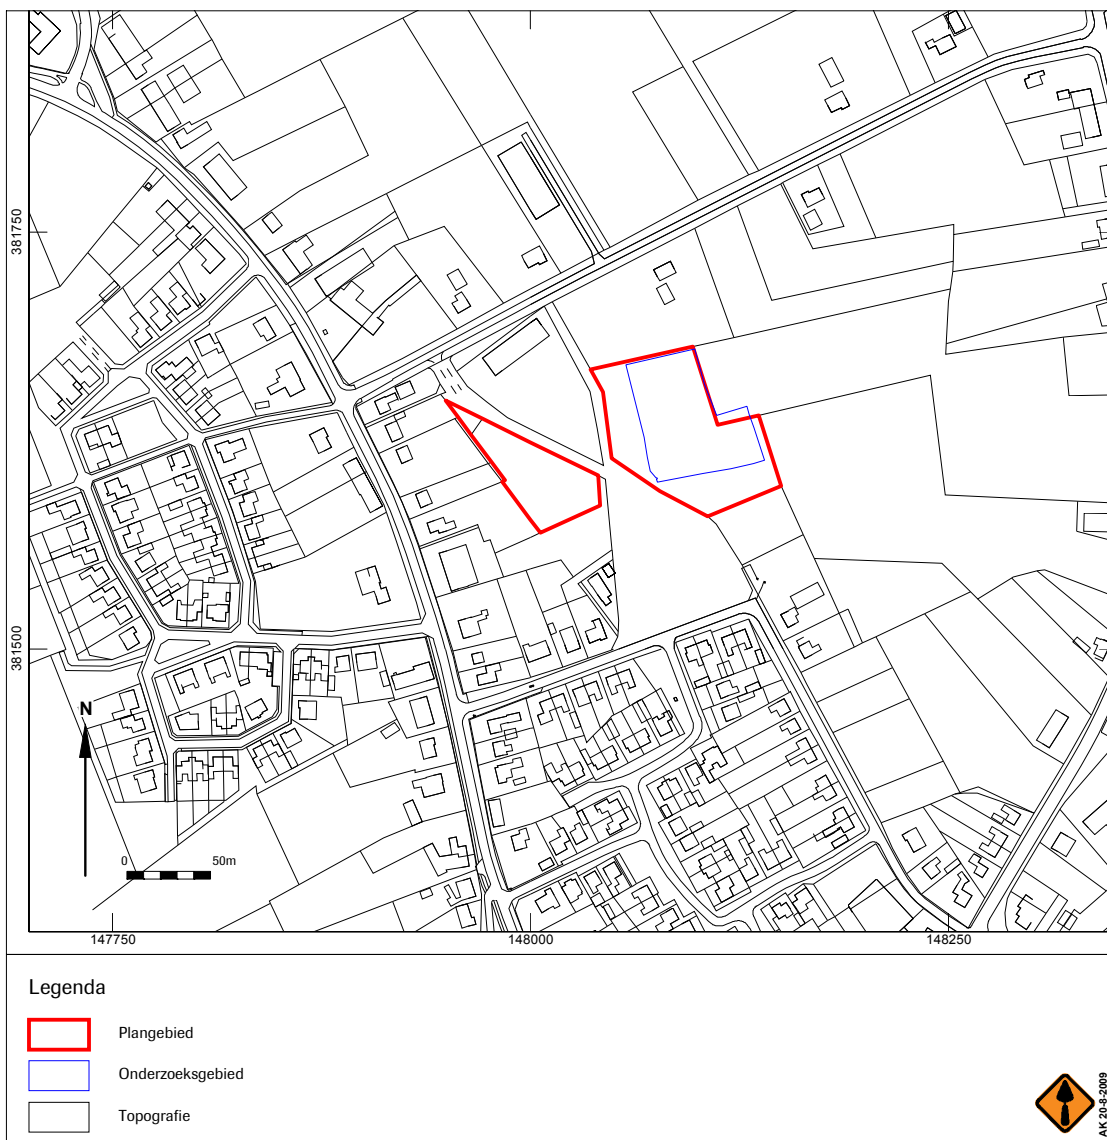 381750
381500
N
0 50m
147750 148000 148250
Legenda
Plangebied
Onderzoeksgebied
Topografie
AK 20-8-2009